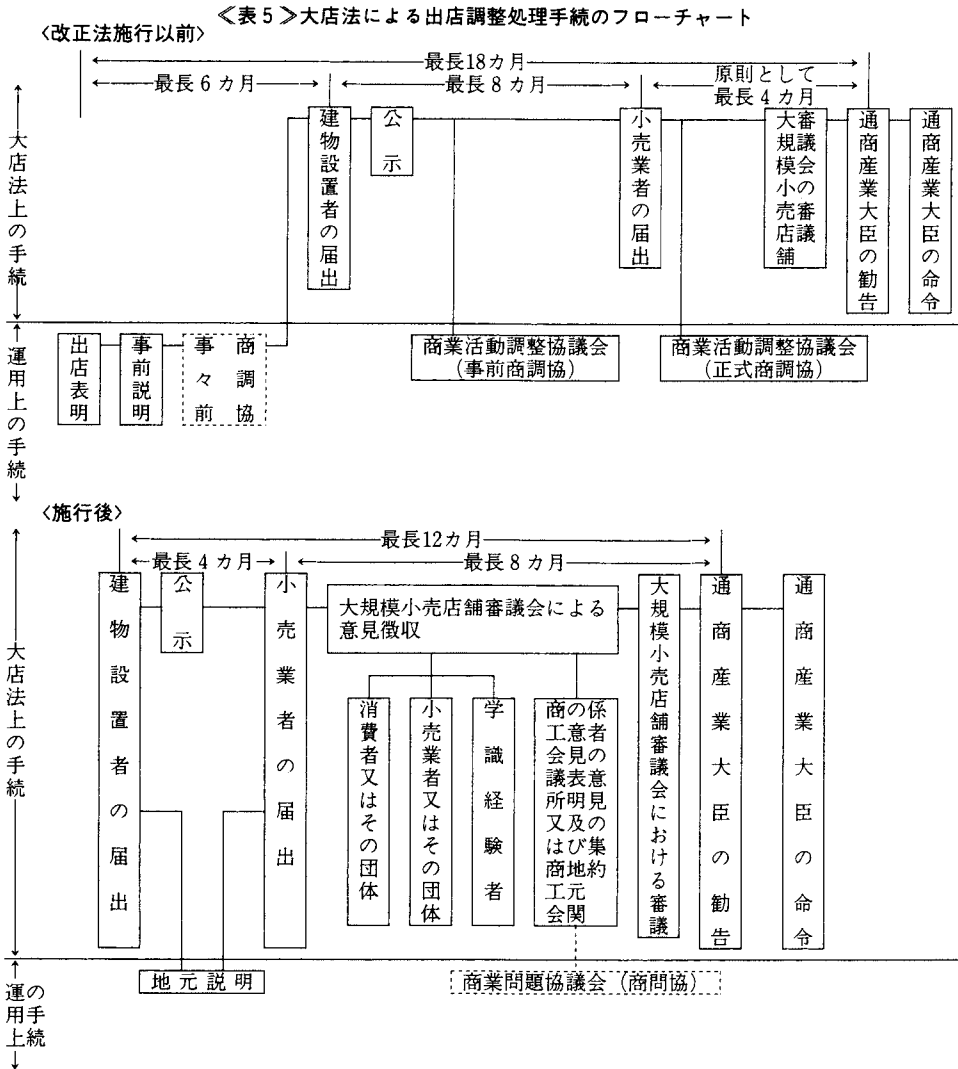 ≪表5≫大店法による出店調整処理手続のフローチャート
〈改正法施行以前〉
最長18カ月
最長6カ月
最長8カ月
原則として
最長4カ月
大店法上の手続
建物設置者の届出
公示
小売業者の届出
大規模小売店舗
審議会の審議
通商産業大臣の勧告
通商産業大臣の命令
運用上の手続
出店表明
事前説明
事々前
商調協
商業活動調整協議会
(事前商調協)
商業活動調整協議会
(正式商調協)
〈施行後〉
最長12カ月
最長4カ月
最長8カ月
大店法上の手続
建物設置者の届出
公示
小売業者の届出
大規模小売店舗審議会による
意見徴収
消費者又はその団体
小売業者又はその団体
学識経験者
商工会議所又は商工会
の意見表明及び地元関
係者の意見の集約
大規模小売店舗審議会における審議
通商産業大臣の勧告
通商産業大臣の命令
運用上
の手続
地元説明
商業問題協議会(商問協)